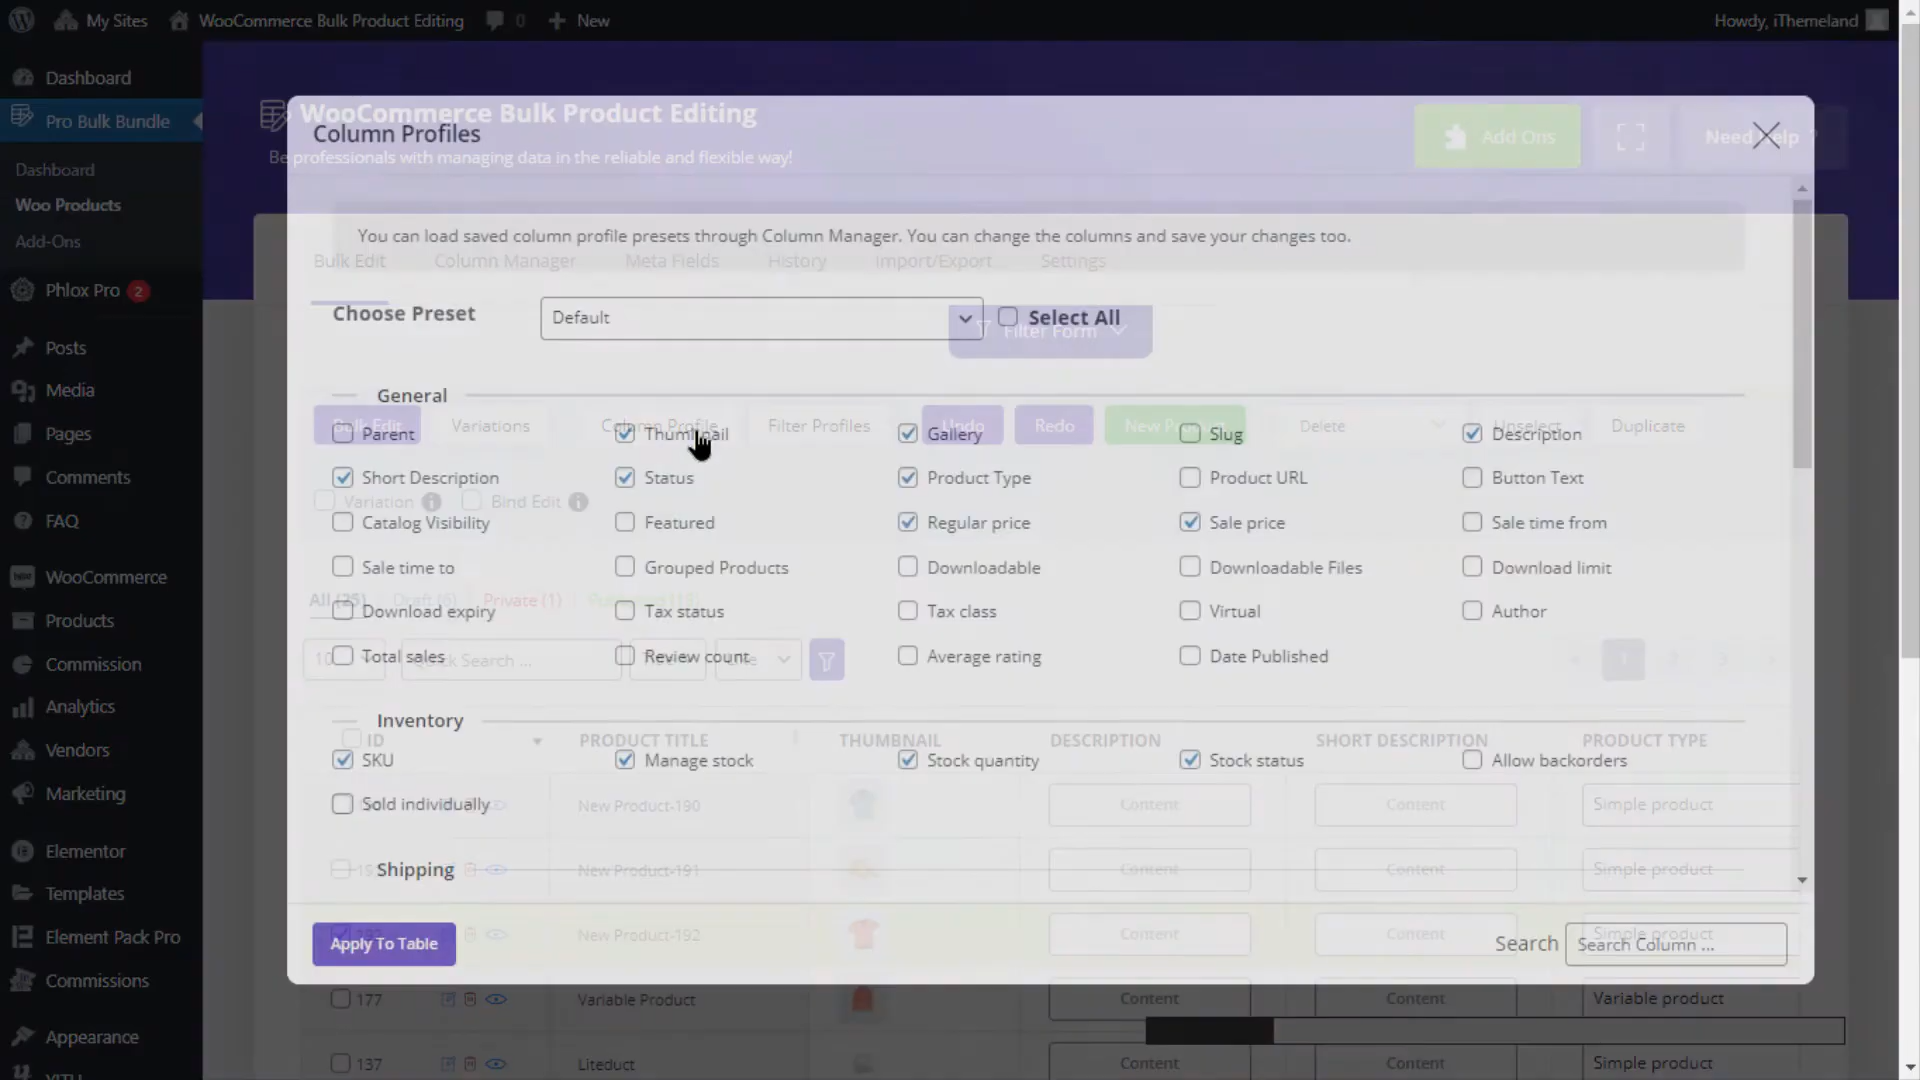 My Sites
WooCommerce Bulk Product Editing
0
New
Howdy, iThemeland
Dashboard
Pro Bulk Bundle
Dashboard
Woo Products
Add-Ons
Phlox Pro 2
Posts
Media
Pages
Comments
FAQ
WooCommerce
Products
Commission
Analytics
Vendors
Marketing
Elementor
Templates
Element Pack Pro
Commissions
Appearance
WooCommerce Bulk Product Editing
Column Profiles
Be professionals with managing data in the reliable and flexible way!
Add Ons
Need Help
You can load saved column profile presets through Column Manager. You can change the columns and save your changes too.
Bulk Edit Column Manager Meta Fields History Import/Export Settings
Choose Preset Default Select All
Filter Form
General
Bulk Edit Variations Column Profile Filter Profiles Undo Redo New Product Delete Unselect Duplicate
Parent Thumbnail Gallery Slug Description
Short Description Status Product Type Product URL Button Text
Variation Bind Edit
Catalog Visibility Featured Regular price Sale price Sale time from
Sale time to Grouped Products Downloadable Downloadable Files Download limit
All (25) Draft (6) Private (1)
Download expiry Tax status Tax class Virtual Author
Total sales Review count Average rating Date Published
10 Quick Search ...
1 2 3
Inventory
ID PRODUCT TITLE THUMBNAIL DESCRIPTION SHORT DESCRIPTION PRODUCT TYPE
SKU Manage stock Stock quantity Stock status Allow backorders
Sold individually
New Product-190 Content Content Simple product
Shipping
New Product-191 Content Content Simple product
192 New Product-192 Content Content Simple product
Apply To Table
Search Search Column ...
177 Variable Product Content Content Variable product
137 Liteduct Content Content Simple product